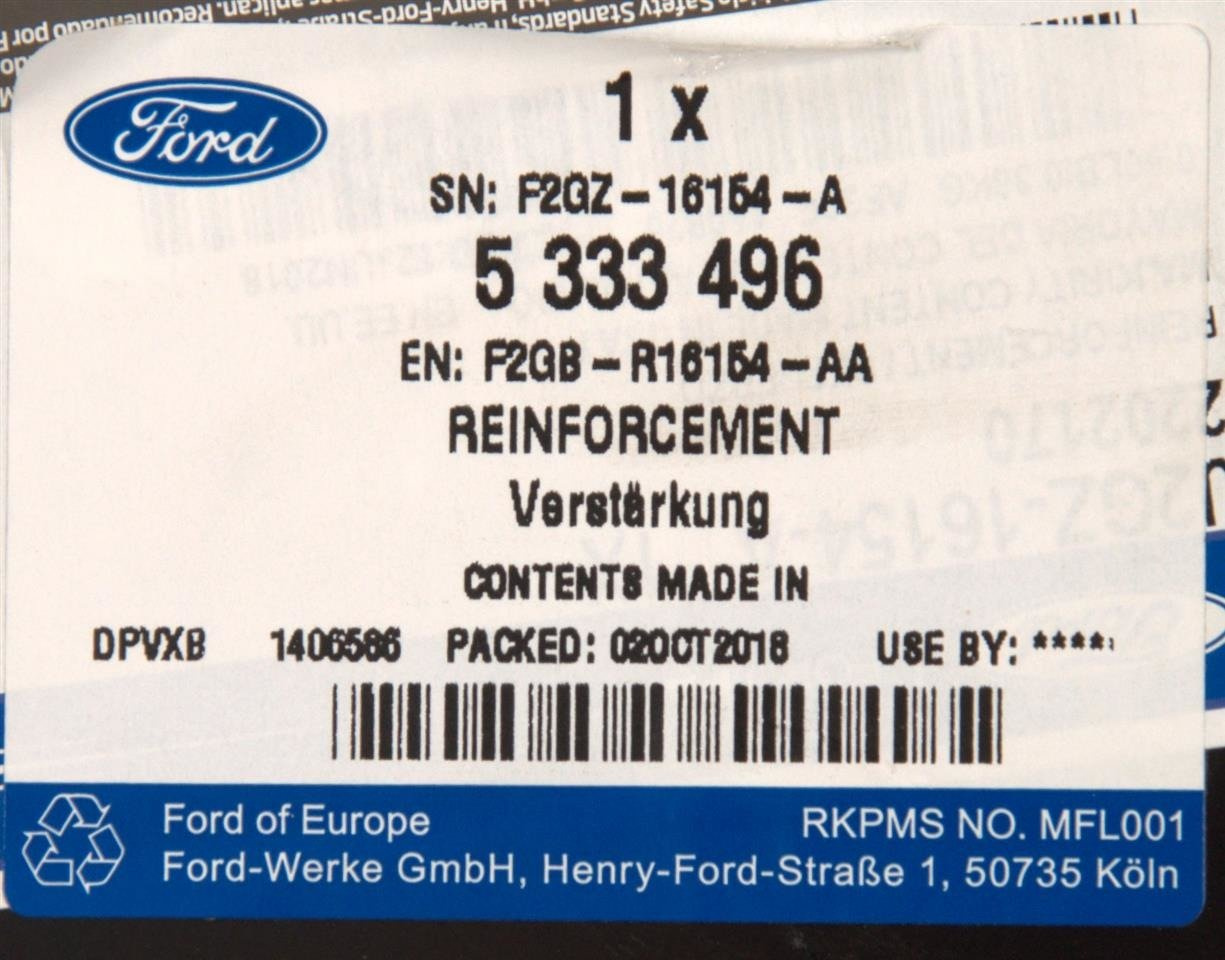 Ford
1 x
SN: F2GZ – 16154 – A
5 333 496
EN: F2GB – R16154 – AA
REINFORCEMENT
Verstärkung
CONTENTS MADE IN
DPVXB 1406566 PACKED: 02OCT2018 USE BY: ****
Ford of Europe RKPMS NO. MFL001
Ford-Werke GmbH, Henry-Ford-Straße 1, 50735 Köln